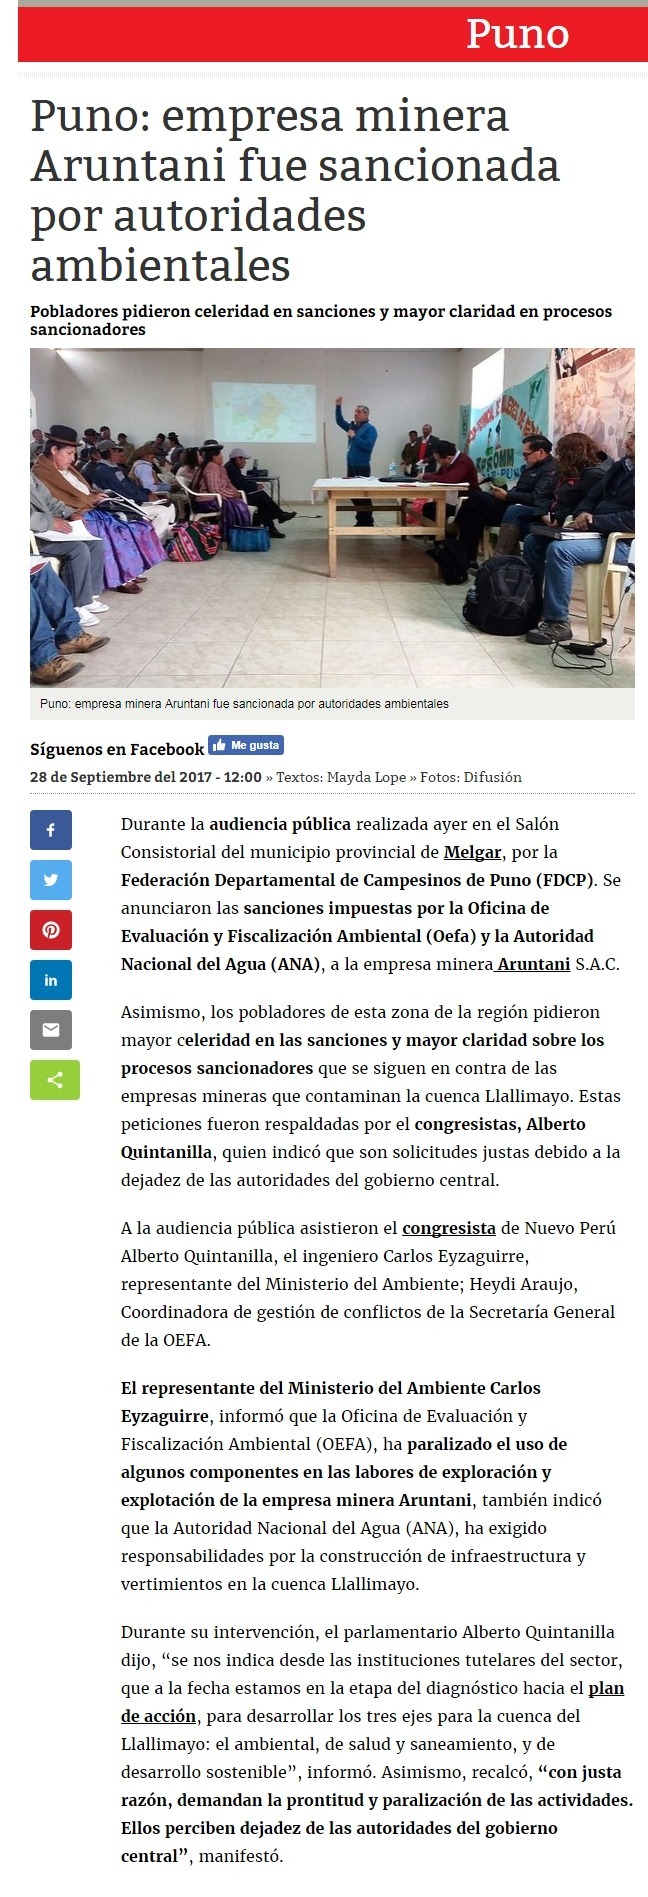 Puno
Puno: empresa minera
Aruntani fue sancionada
por autoridades
ambientales
Pobladores pidieron celeridad en sanciones y mayor claridad en procesos
sancionadores
COSOMM
Puno: empresa minera Aruntani fue sancionada por autoridades ambientales
Síguenos en Facebook Me gusta
28 de Septiembre del 2017 - 12:00 » Textos: Mayda Lope » Fotos: Difusión
Durante la audiencia pública realizada ayer en el Salón
Consistorial del municipio provincial de Melgar, por la
Federación Departamental de Campesinos de Puno (FDCP). Se
anunciaron las sanciones impuestas por la Oficina de
Evaluación y Fiscalización Ambiental (Oefa) y la Autoridad
Nacional del Agua (ANA), a la empresa minera Aruntani S.A.C.
Asimismo, los pobladores de esta zona de la región pidieron
mayor celeridad en las sanciones y mayor claridad sobre los
procesos sancionadores que se siguen en contra de las
empresas mineras que contaminan la cuenca Llallimayo. Estas
peticiones fueron respaldadas por el congresistas, Alberto
Quintanilla, quien indicó que son solicitudes justas debido a la
dejadez de las autoridades del gobierno central.
A la audiencia pública asistieron el congresista de Nuevo Perú
Alberto Quintanilla, el ingeniero Carlos Eyzaguirre,
representante del Ministerio del Ambiente; Heydi Araujo,
Coordinadora de gestión de conflictos de la Secretaría General
de la OEFA.
El representante del Ministerio del Ambiente Carlos
Eyzaguirre, informó que la Oficina de Evaluación y
Fiscalización Ambiental (OEFA), ha paralizado el uso de
algunos componentes en las labores de exploración y
explotación de la empresa minera Aruntani, también indicó
que la Autoridad Nacional del Agua (ANA), ha exigido
responsabilidades por la construcción de infraestructura y
vertimientos en la cuenca Llallimayo.
Durante su intervención, el parlamentario Alberto Quintanilla
dijo, “se nos indica desde las instituciones tutelares del sector,
que a la fecha estamos en la etapa del diagnóstico hacia el plan
de acción, para desarrollar los tres ejes para la cuenca del
Llallimayo: el ambiental, de salud y saneamiento, y de
desarrollo sostenible”, informó. Asimismo, recalcó, “con justa
razón, demandan la prontitud y paralización de las actividades.
Ellos perciben dejadez de las autoridades del gobierno
central”, manifestó.